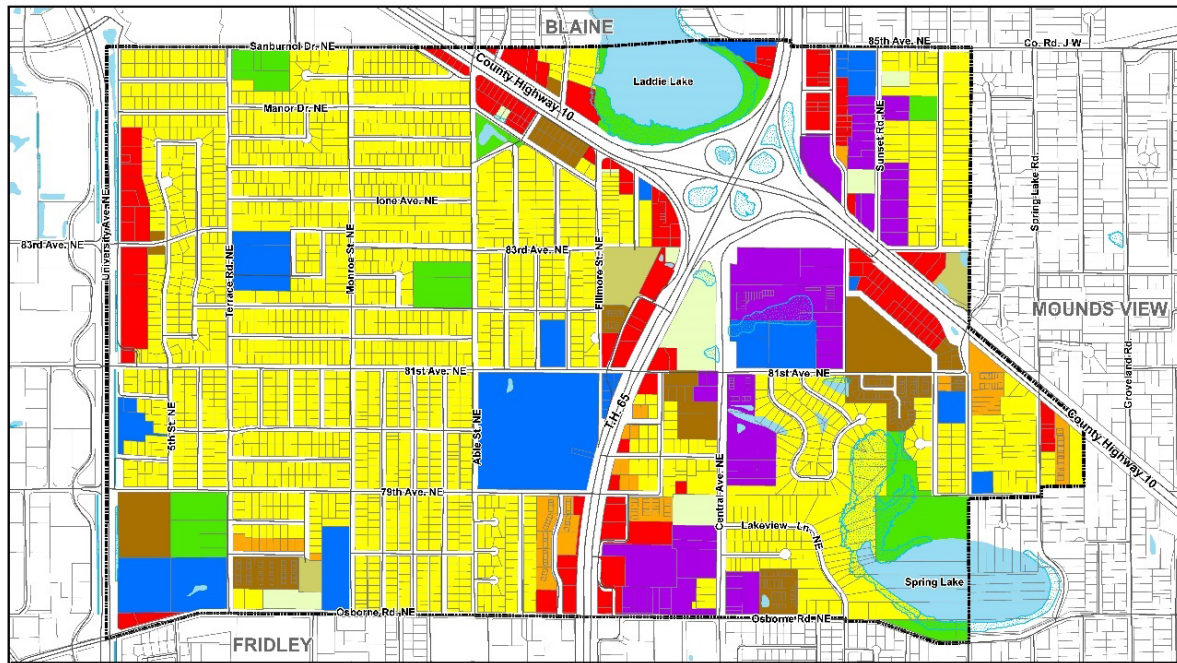 BLAINE
Sanburnol Dr. NE
85th Ave. NE
Co. Rd. J W
County Highway 10
Laddie Lake
Manor Dr. NE
Sunset Rd. NE
Spring Lake Rd.
University Ave. NE
Ione Ave. NE
83rd Ave. NE
83rd Ave. NE
Terrace Rd. NE
Monroe St. NE
Fillmore St. NE
MOUNDS VIEW
Groveland Rd.
81st Ave. NE
81st Ave. NE
T.H. 65
5th St. NE
Able St. NE
County Highway 10
79th Ave. NE
Central Ave. NE
Lakeview Ln. NE
Spring Lake
Osborne Rd. NE
Osborne Rd. NE
FRIDLEY